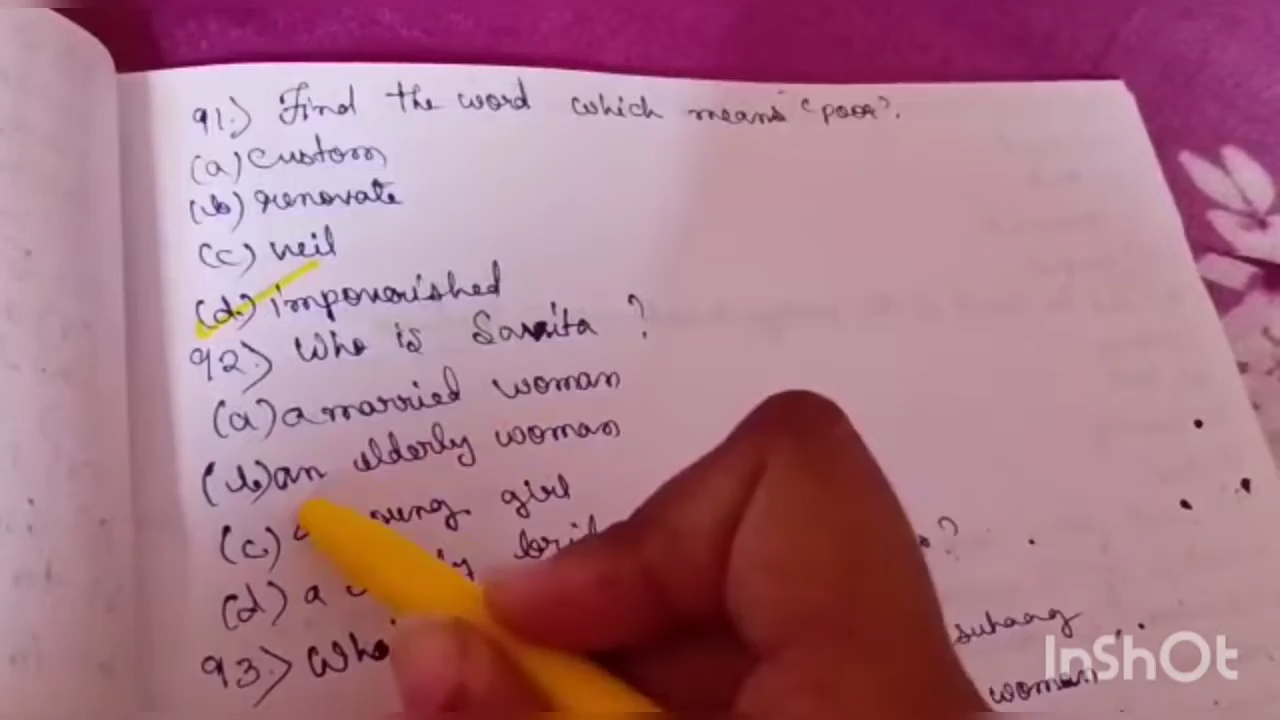 91.) Find the word which means 'poor'.
(a) custom
(b) renovate
(c) veil
(d) impoverished
92.) Who is Savita ?
(a) a married woman
(b) an elderly woman
(c) girl
(d) a
93.) Who ?
suhaag
woman
InShOt